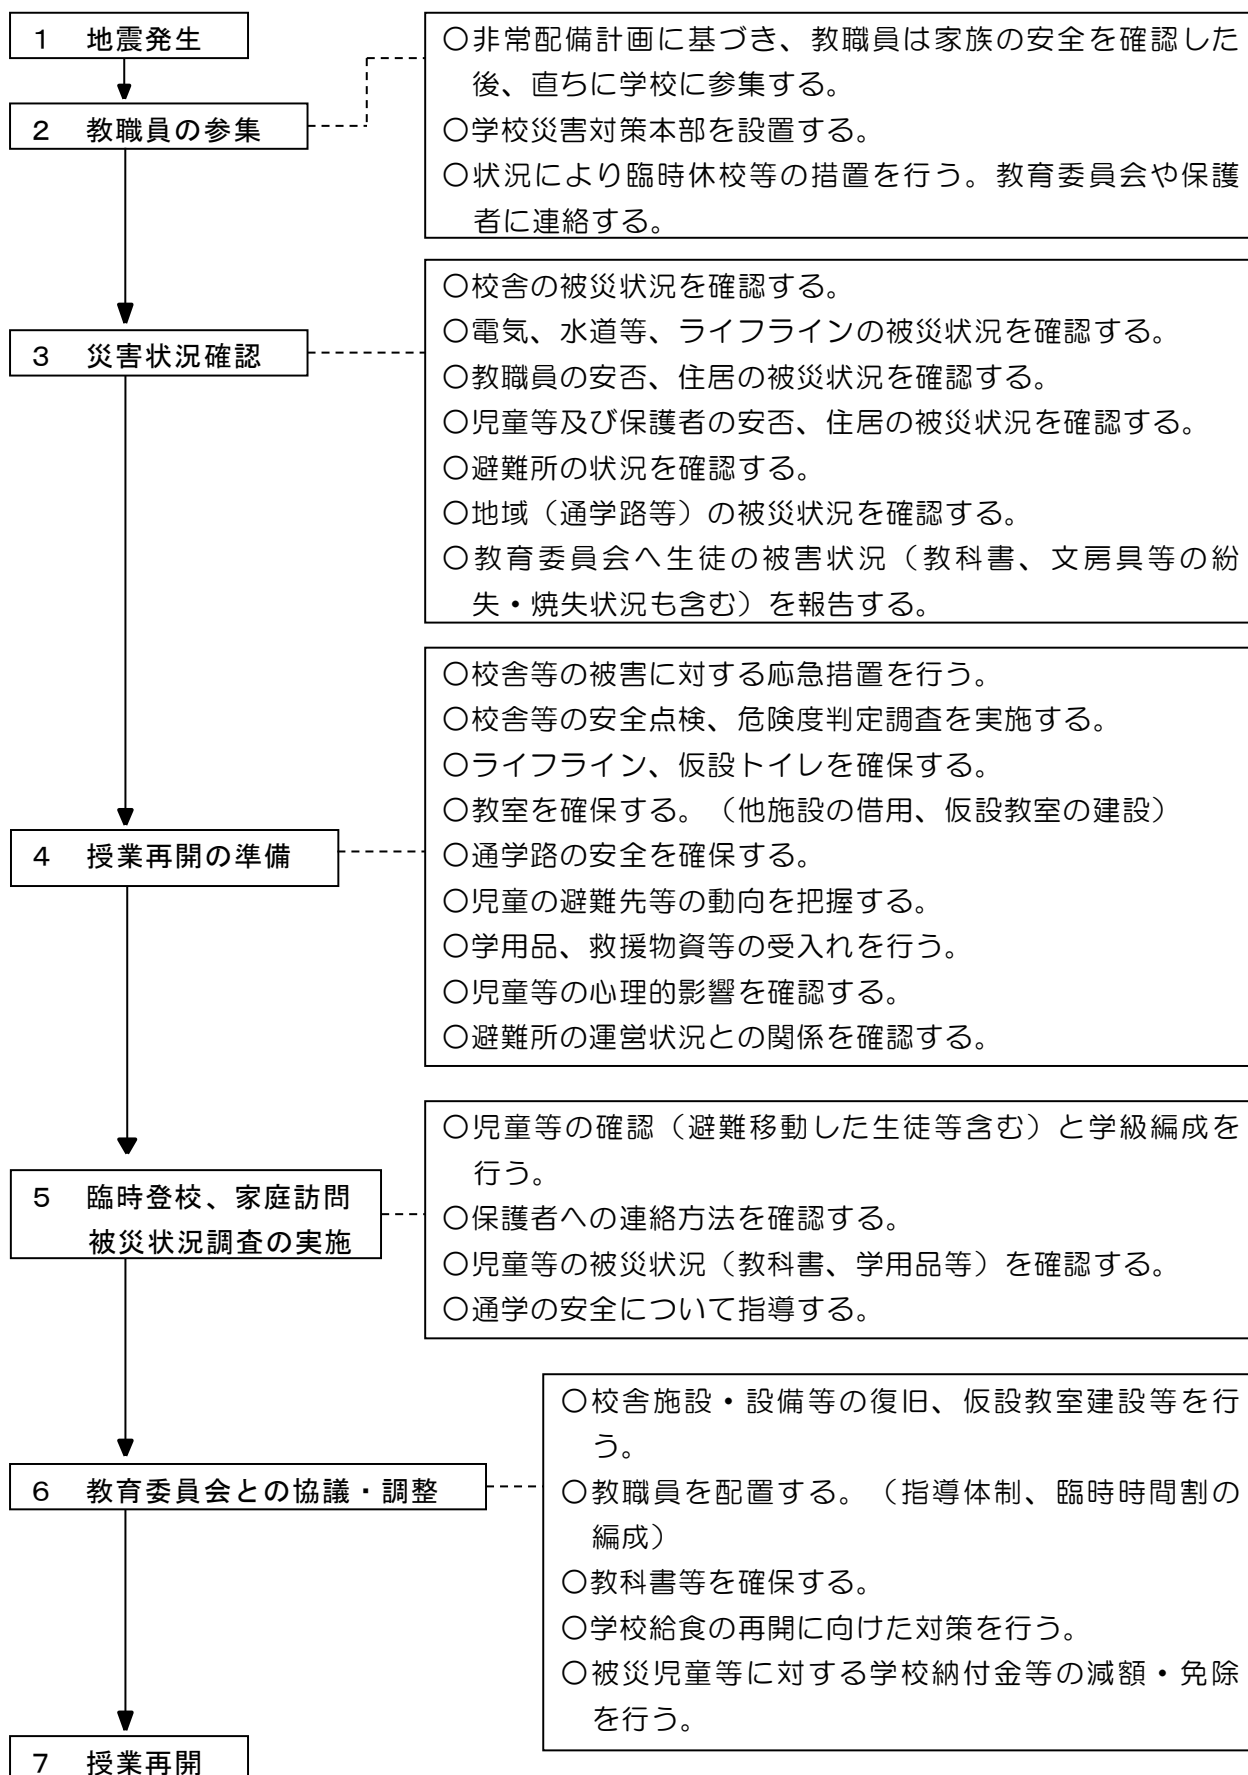 1　地震発生
○非常配備計画に基づき、教職員は家族の安全を確認した
後、直ちに学校に参集する。
○学校災害対策本部を設置する。
○状況により臨時休校等の措置を行う。教育委員会や保護
者に連絡する。
2　教職員の参集
○校舎の被災状況を確認する。
○電気、水道等、ライフラインの被災状況を確認する。
○教職員の安否、住居の被災状況を確認する。
○児童等及び保護者の安否、住居の被災状況を確認する。
○避難所の状況を確認する。
○地域（通学路等）の被災状況を確認する。
○教育委員会へ生徒の被害状況（教科書、文房具等の紛
失・焼失状況も含む）を報告する。
3　災害状況確認
○校舎等の被害に対する応急措置を行う。
○校舎等の安全点検、危険度判定調査を実施する。
○ライフライン、仮設トイレを確保する。
○教室を確保する。（他施設の借用、仮設教室の建設）
○通学路の安全を確保する。
○児童の避難先等の動向を把握する。
○学用品、救援物資等の受入れを行う。
○児童等の心理的影響を確認する。
○避難所の運営状況との関係を確認する。
4　授業再開の準備
○児童等の確認（避難移動した生徒等含む）と学級編成を
行う。
○保護者への連絡方法を確認する。
○児童等の被災状況（教科書、学用品等）を確認する。
○通学の安全について指導する。
5　臨時登校、家庭訪問
被災状況調査の実施
○校舎施設・設備等の復旧、仮設教室建設等を行
う。
○教職員を配置する。（指導体制、臨時時間割の
編成）
○教科書等を確保する。
○学校給食の再開に向けた対策を行う。
○被災児童等に対する学校納付金等の減額・免除
を行う。
6　教育委員会との協議・調整
7　授業再開